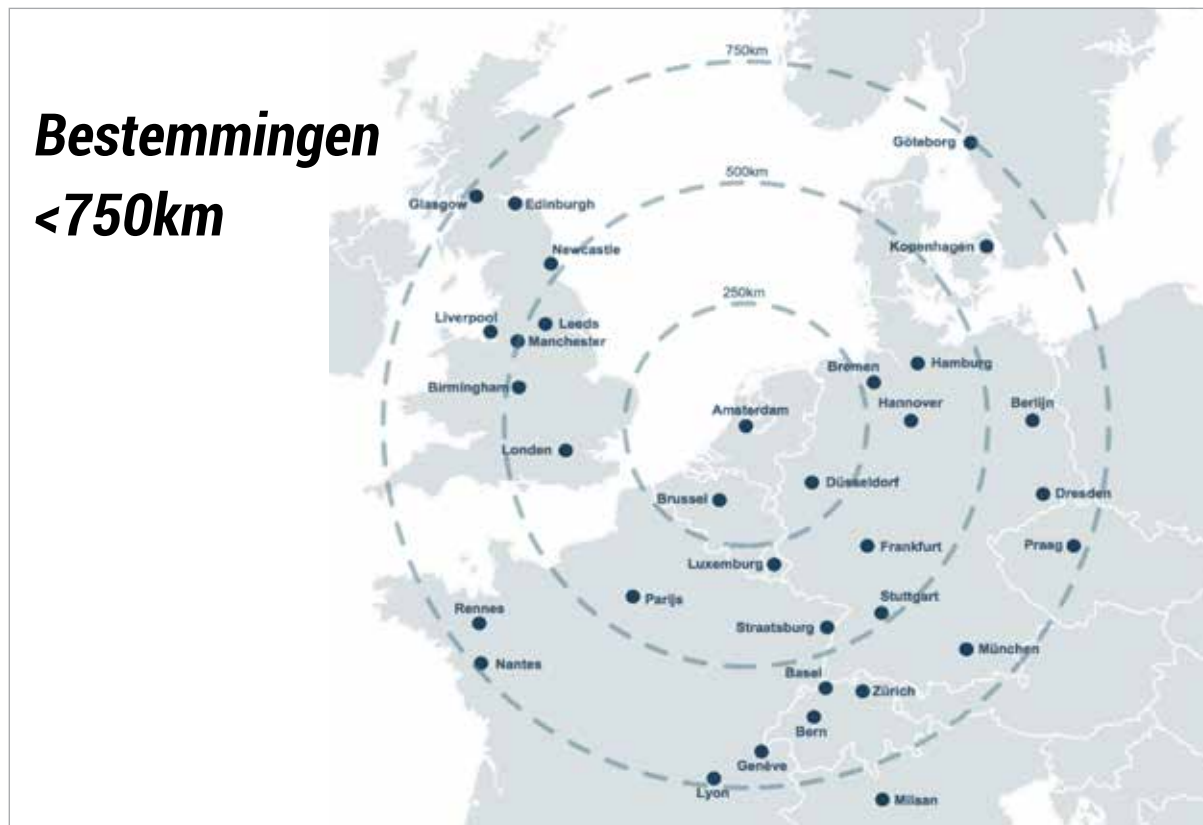 Bestemmingen
<750km
750km
Göteborg
500km
Glasgow
Edinburgh
Kopenhagen
Newcastle
250km
Liverpool
Leeds
Manchester
Bremen
Hamburg
Birmingham
Hannover
Berlijn
Amsterdam
Londen
Düsseldorf
Brussel
Dresden
Frankfurt
Praag
Luxemburg
Parijs
Stuttgart
Rennes
Straatsburg
München
Nantes
Basel
Zürich
Bern
Genève
Lyon
Milaan